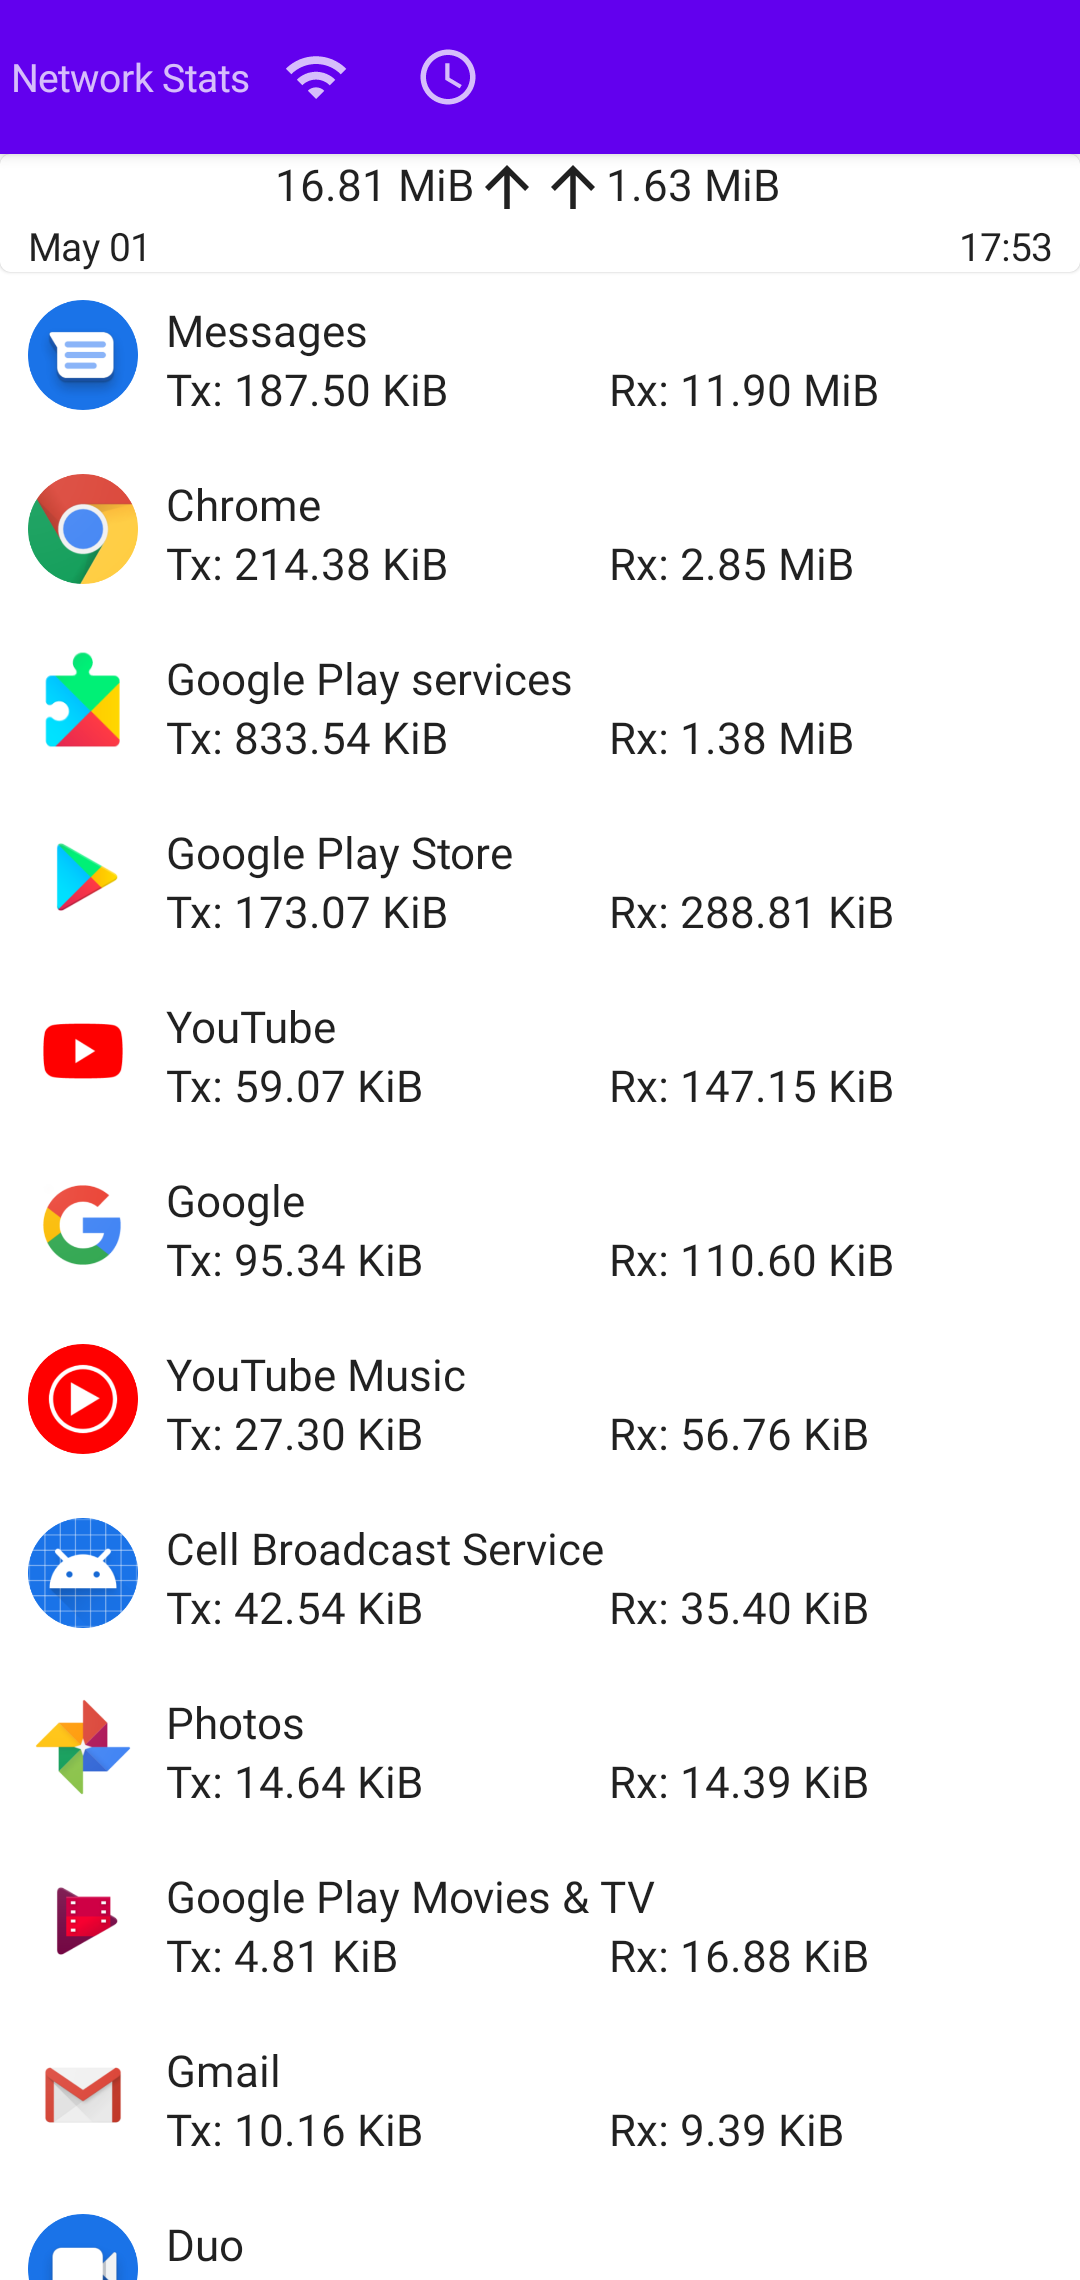 Network Stats
16.81 MiB 1.63 MiB
May 01 17:53
Messages
Tx: 187.50 KiB Rx: 11.90 MiB
Chrome
Tx: 214.38 KiB Rx: 2.85 MiB
Google Play services
Tx: 833.54 KiB Rx: 1.38 MiB
Google Play Store
Tx: 173.07 KiB Rx: 288.81 KiB
YouTube
Tx: 59.07 KiB Rx: 147.15 KiB
Google
Tx: 95.34 KiB Rx: 110.60 KiB
YouTube Music
Tx: 27.30 KiB Rx: 56.76 KiB
Cell Broadcast Service
Tx: 42.54 KiB Rx: 35.40 KiB
Photos
Tx: 14.64 KiB Rx: 14.39 KiB
Google Play Movies & TV
Tx: 4.81 KiB Rx: 16.88 KiB
Gmail
Tx: 10.16 KiB Rx: 9.39 KiB
Duo